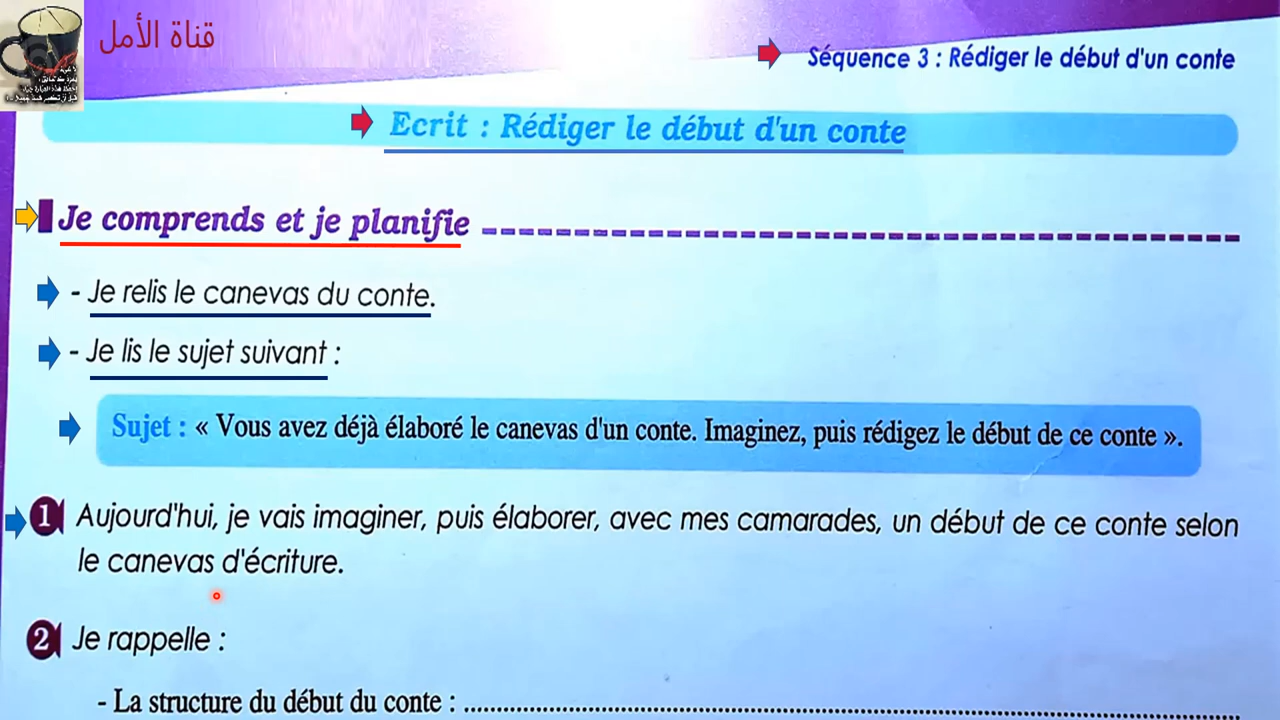 قناة الأمل
Séquence 3 : Rédiger le début d'un conte
Ecrit : Rédiger le début d'un conte
Je comprends et je planifie
- Je relis le canevas du conte.
- Je lis le sujet suivant :
Sujet : « Vous avez déjà élaboré le canevas d'un conte. Imaginez, puis rédigez le début de ce conte ».
1 Aujourd'hui, je vais imaginer, puis élaborer, avec mes camarades, un début de ce conte selon
le canevas d'écriture.
2 Je rappelle :
- La structure du début du conte : ........................................................................